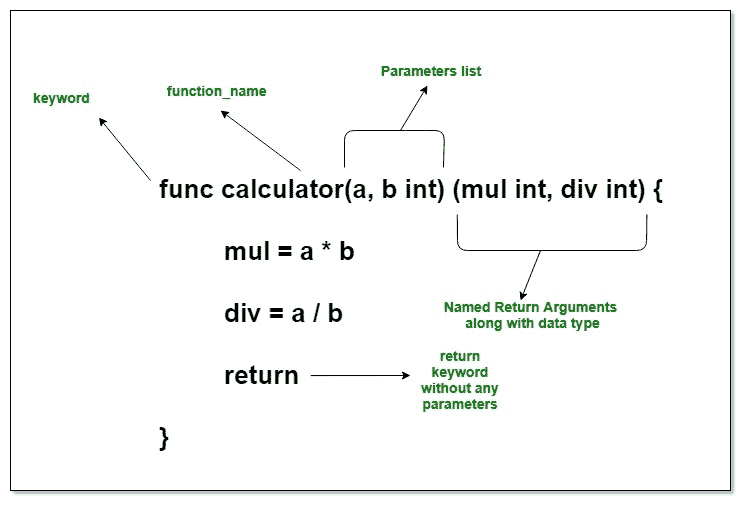 Parameters list
keyword
function_name
func calculator(a, b int) (mul int, div int) {
mul = a * b
div = a / b
Named Return Arguments
along with data type
return
return
keyword
without any
parameters
}